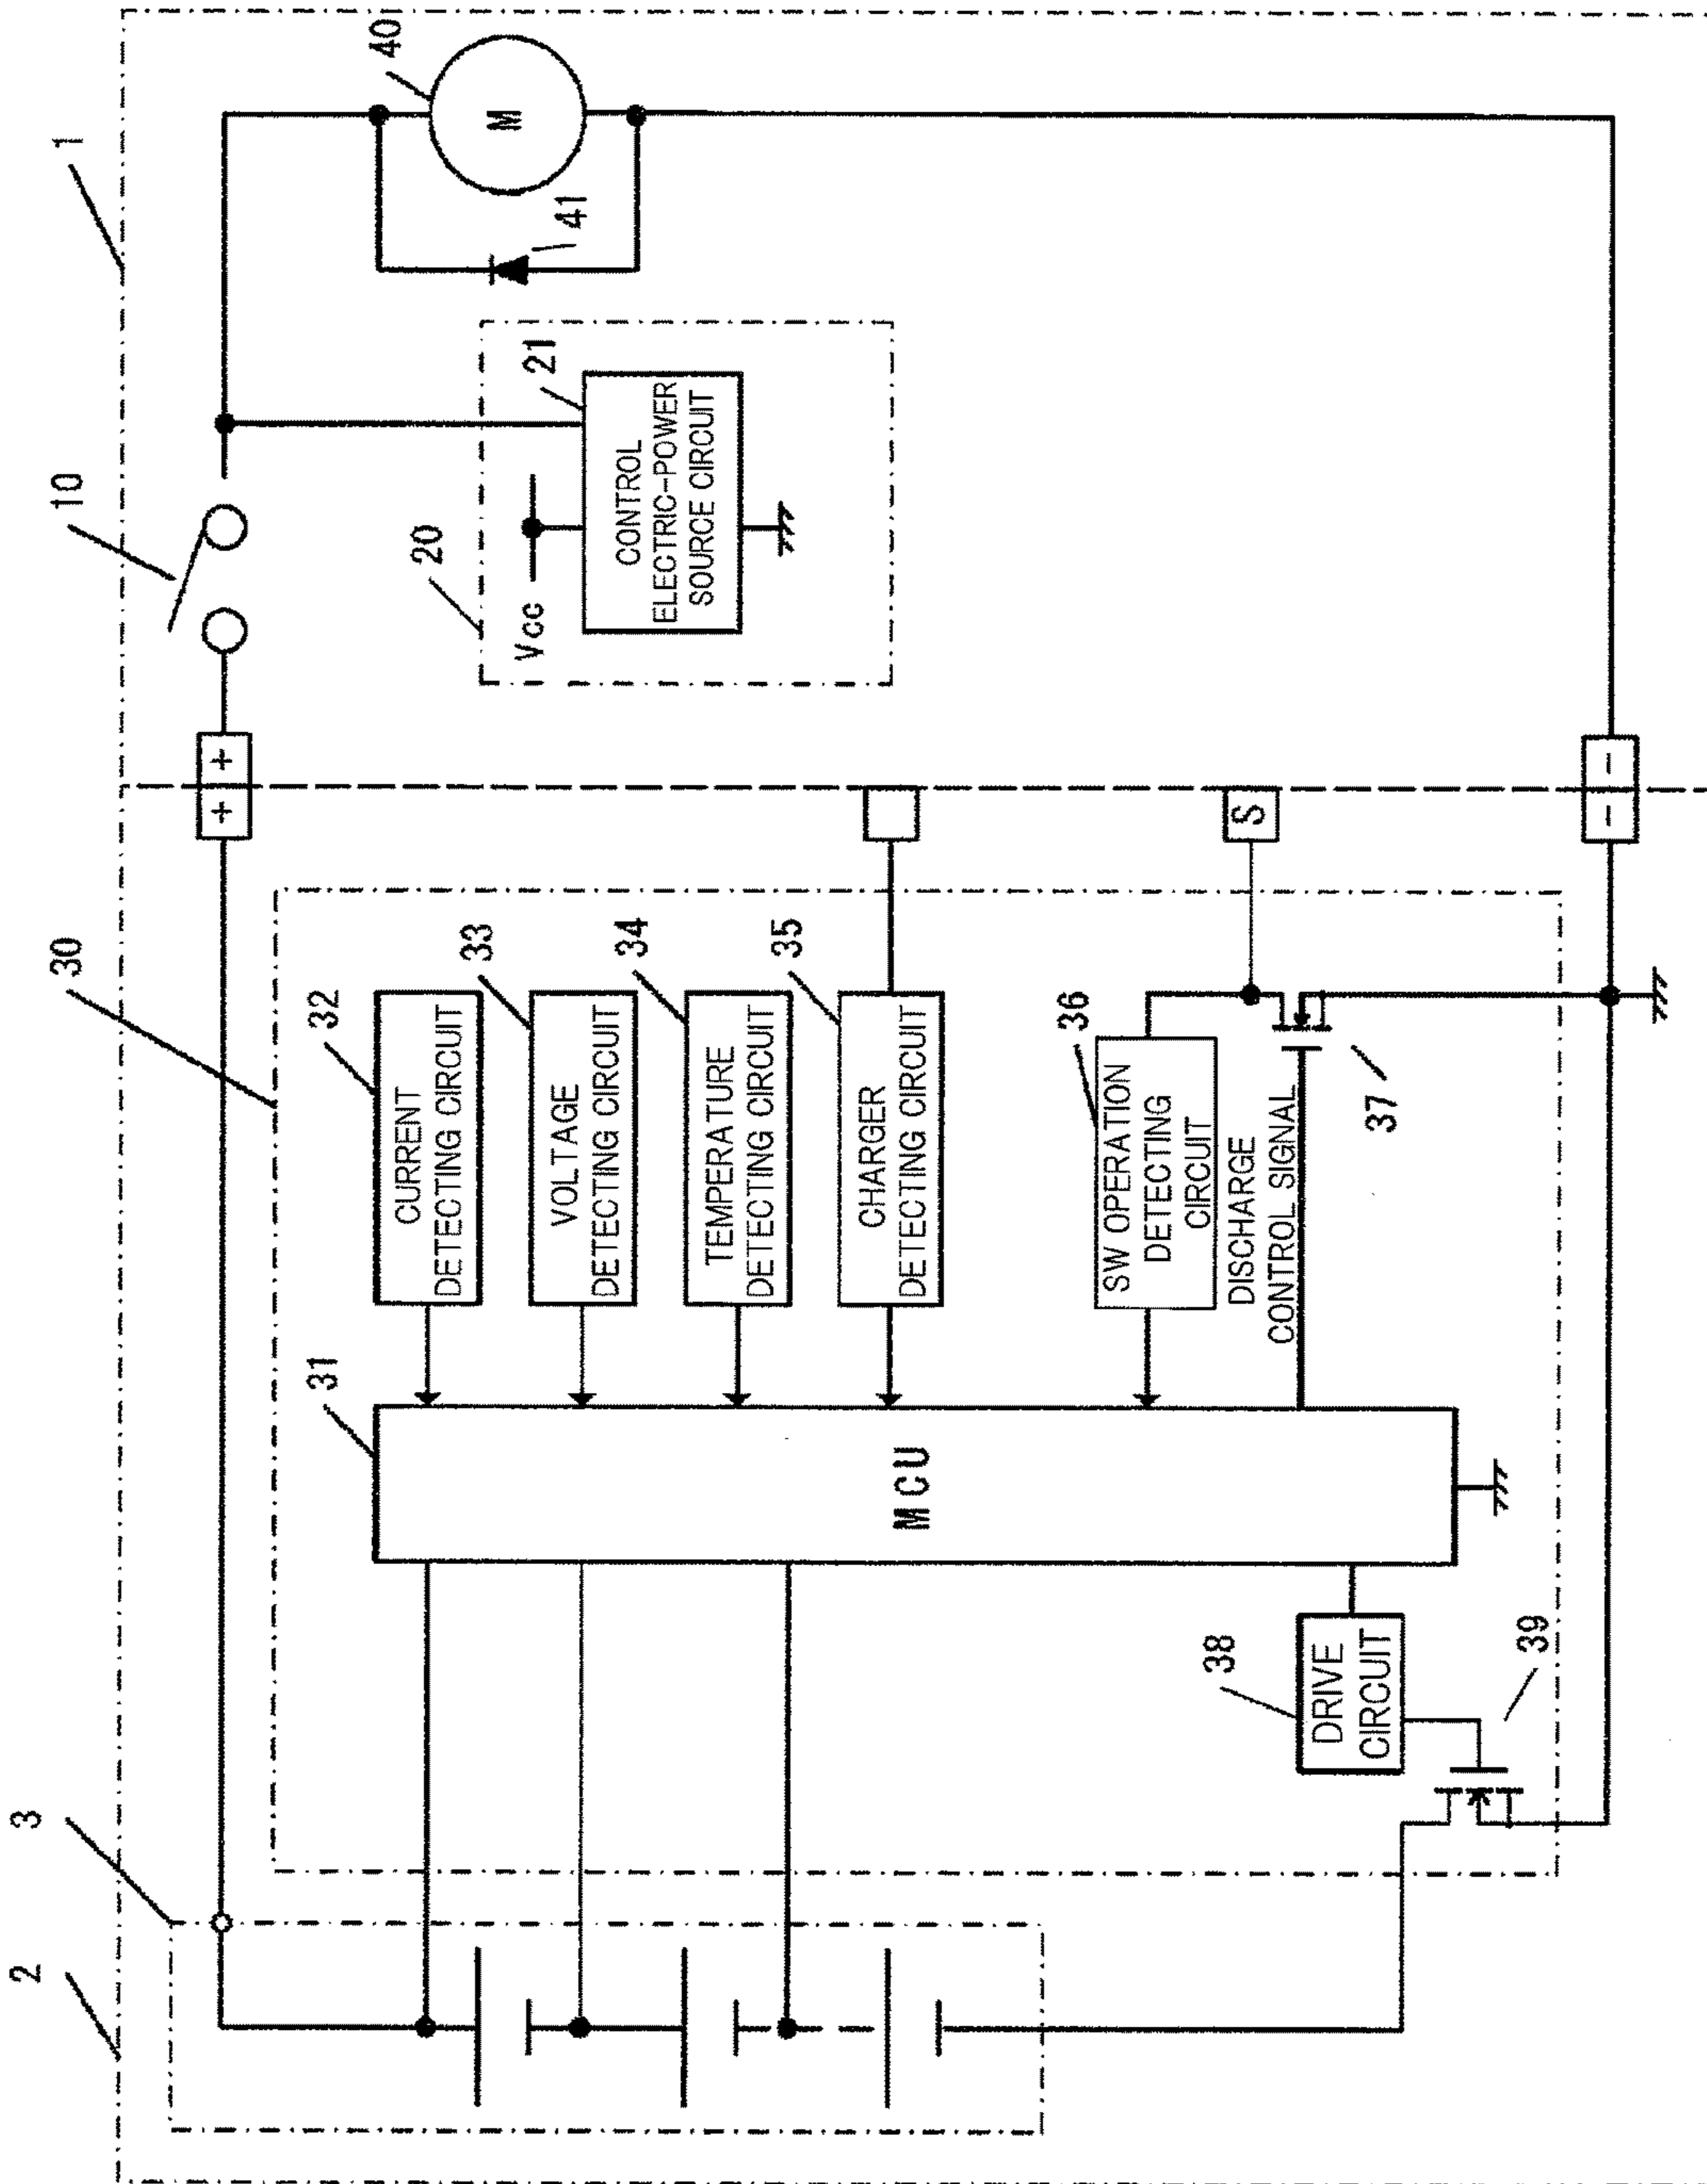 1
2
3
10
20
21
Vcc
CONTROL
ELECTRIC-POWER
SOURCE CIRCUIT
40
M
41
+
+
30
31
MCU
32
CURRENT
DETECTING CIRCUIT
33
VOLTAGE
DETECTING CIRCUIT
34
TEMPERATURE
DETECTING CIRCUIT
35
CHARGER
DETECTING CIRCUIT
36
SW OPERATION
DETECTING
CIRCUIT
S
DISCHARGE
CONTROL SIGNAL
37
38
DRIVE
CIRCUIT
39
−
−